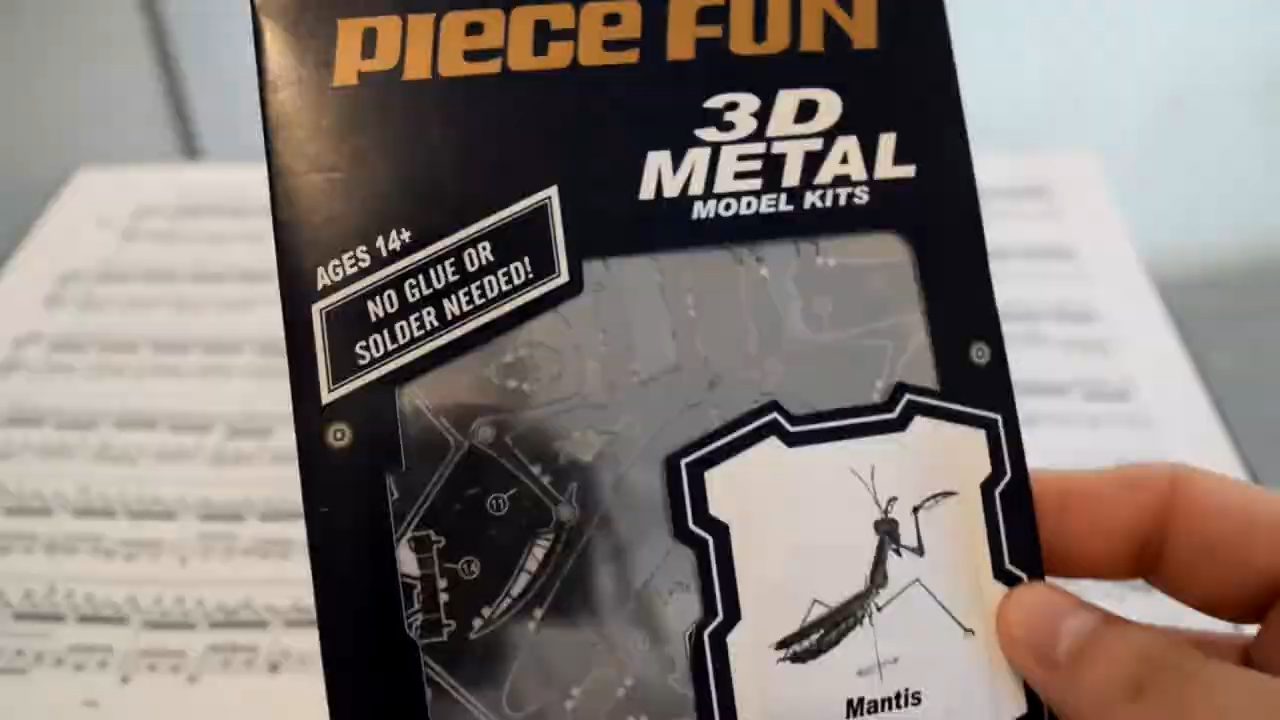 PIECE FUN
3D
METAL
MODEL KITS
AGES 14+
NO GLUE OR
SOLDER NEEDED!
11
14
Mantis